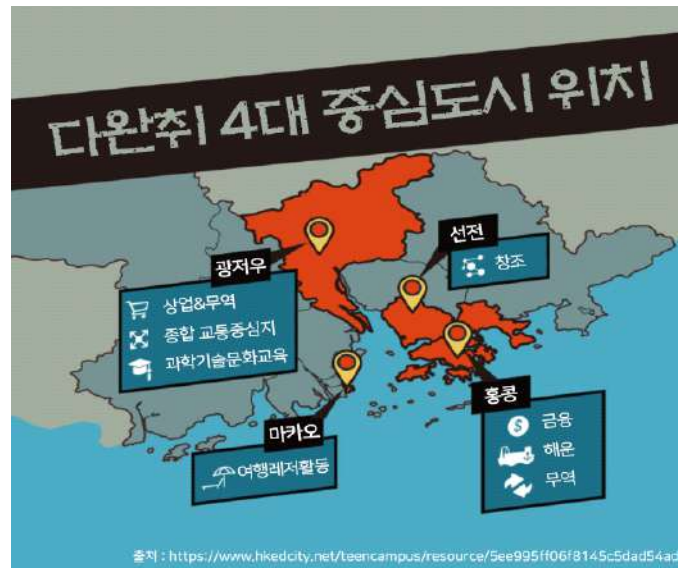 다완취 4대 중심도시 위치
선전
창조
광저우
상업&무역
종합 교통중심지
과학기술문화교육
홍콩
금융
해운
무역
마카오
여행레저활동
출처 : https://www.hkedcity.net/teencampus/resource/5ee995ff06f8145c5dad54ad